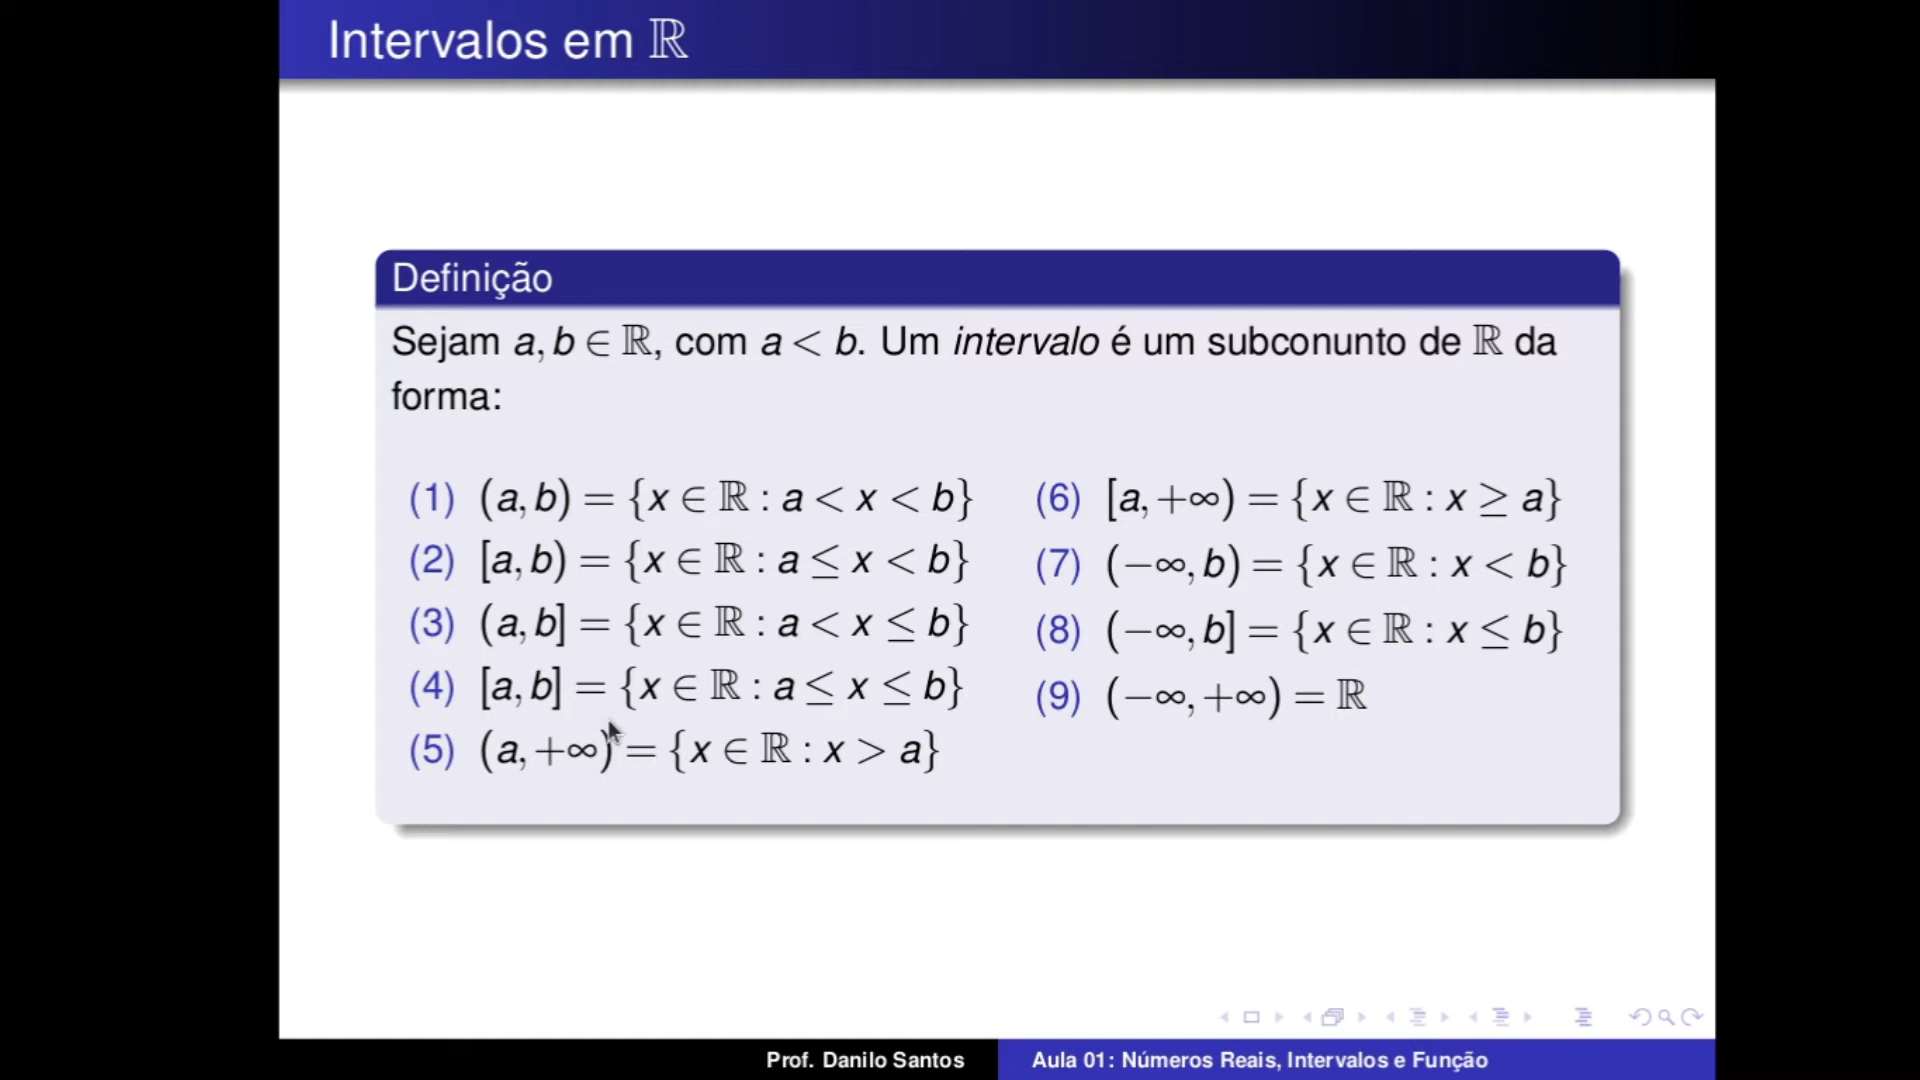 Intervalos em ℝ
Definição
Sejam a, b ∈ ℝ, com a < b. Um intervalo é um subconunto de ℝ da
forma:
(1) (a, b) = {x ∈ ℝ : a < x < b}
(2) [a, b) = {x ∈ ℝ : a ≤ x < b}
(3) (a, b] = {x ∈ ℝ : a < x ≤ b}
(4) [a, b] = {x ∈ ℝ : a ≤ x ≤ b}
(5) (a, +∞) = {x ∈ ℝ : x > a}
(6) [a, +∞) = {x ∈ ℝ : x ≥ a}
(7) (−∞, b) = {x ∈ ℝ : x < b}
(8) (−∞, b] = {x ∈ ℝ : x ≤ b}
(9) (−∞, +∞) = ℝ
Prof. Danilo Santos
Aula 01: Números Reais, Intervalos e Função